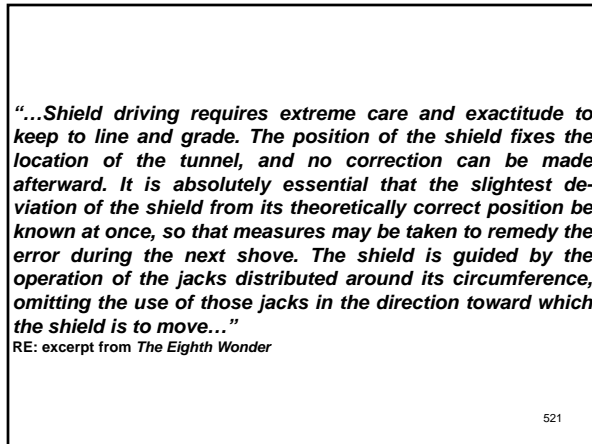 “…Shield driving requires extreme care and exactitude to
keep to line and grade. The position of the shield fixes the
location of the tunnel, and no correction can be made
afterward. It is absolutely essential that the slightest de-
viation of the shield from its theoretically correct position be
known at once, so that measures may be taken to remedy the
error during the next shove. The shield is guided by the
operation of the jacks distributed around its circumference,
omitting the use of those jacks in the direction toward which
the shield is to move…”
RE: excerpt from The Eighth Wonder
521